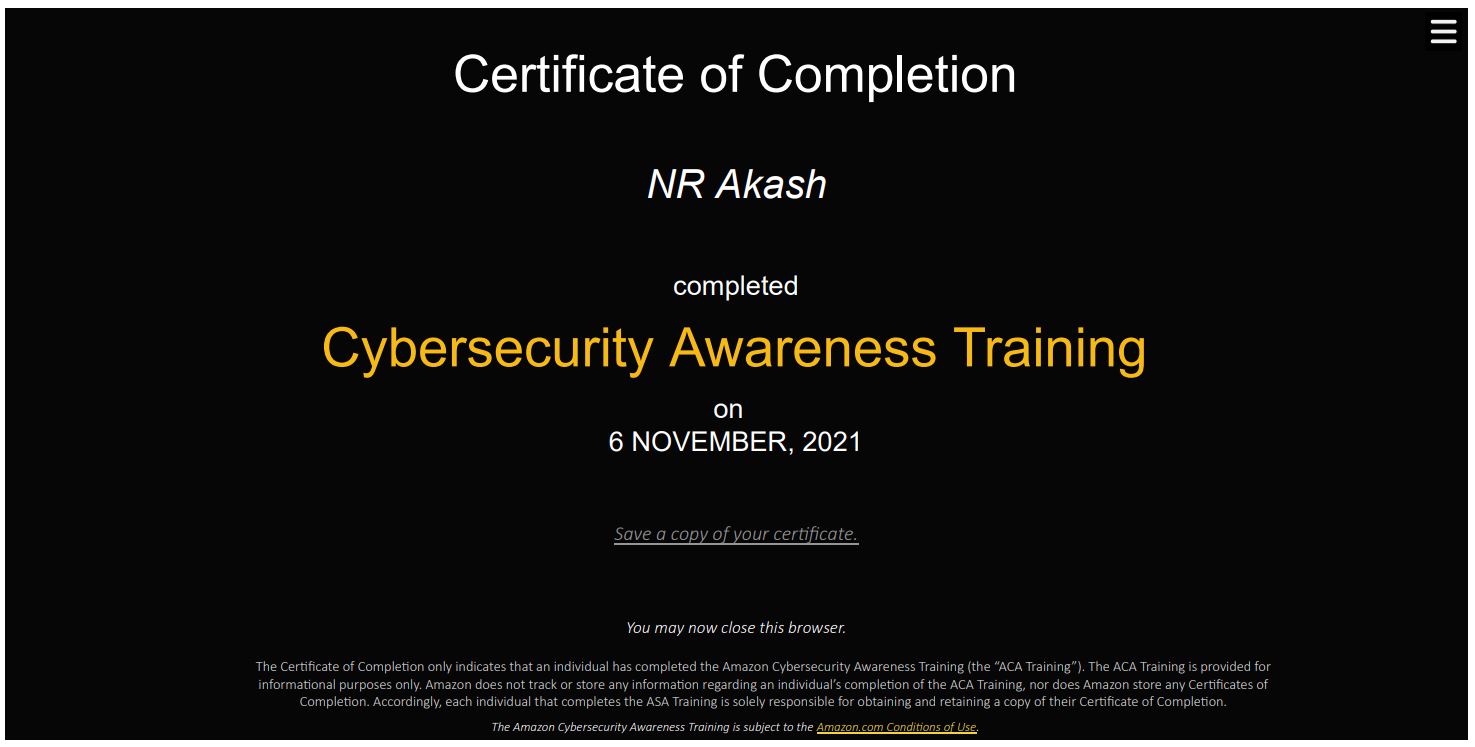 Certificate of Completion
NR Akash
completed
Cybersecurity Awareness Training
on
6 NOVEMBER, 2021
Save a copy of your certificate.
You may now close this browser.
The Certificate of Completion only indicates that an individual has completed the Amazon Cybersecurity Awareness Training (the “ACA Training”). The ACA Training is provided for
informational purposes only. Amazon does not track or store any information regarding an individual’s completion of the ACA Training, nor does Amazon store any Certificates of
Completion. Accordingly, each individual that completes the ASA Training is solely responsible for obtaining and retaining a copy of their Certificate of Completion.
The Amazon Cybersecurity Awareness Training is subject to the Amazon.com Conditions of Use.